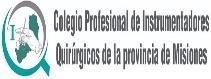 Colegio Profesional de Instrumentadores
Quirúrgicos de la provincia de Misiones